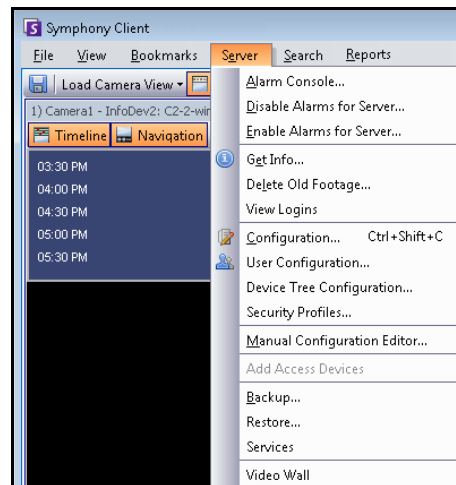 Symphony Client
File View Bookmarks Server Search Reports
Load Camera View
1) Camera1 - InfoDev2: C2-2-wir
Timeline Navigation
03:30 PM
04:00 PM
04:30 PM
05:00 PM
05:30 PM
Alarm Console...
Disable Alarms for Server...
Enable Alarms for Server...
Get Info...
Delete Old Footage...
View Logins
Configuration... Ctrl+Shift+C
User Configuration...
Device Tree Configuration...
Security Profiles...
Manual Configuration Editor...
Add Access Devices
Backup...
Restore...
Services
Video Wall